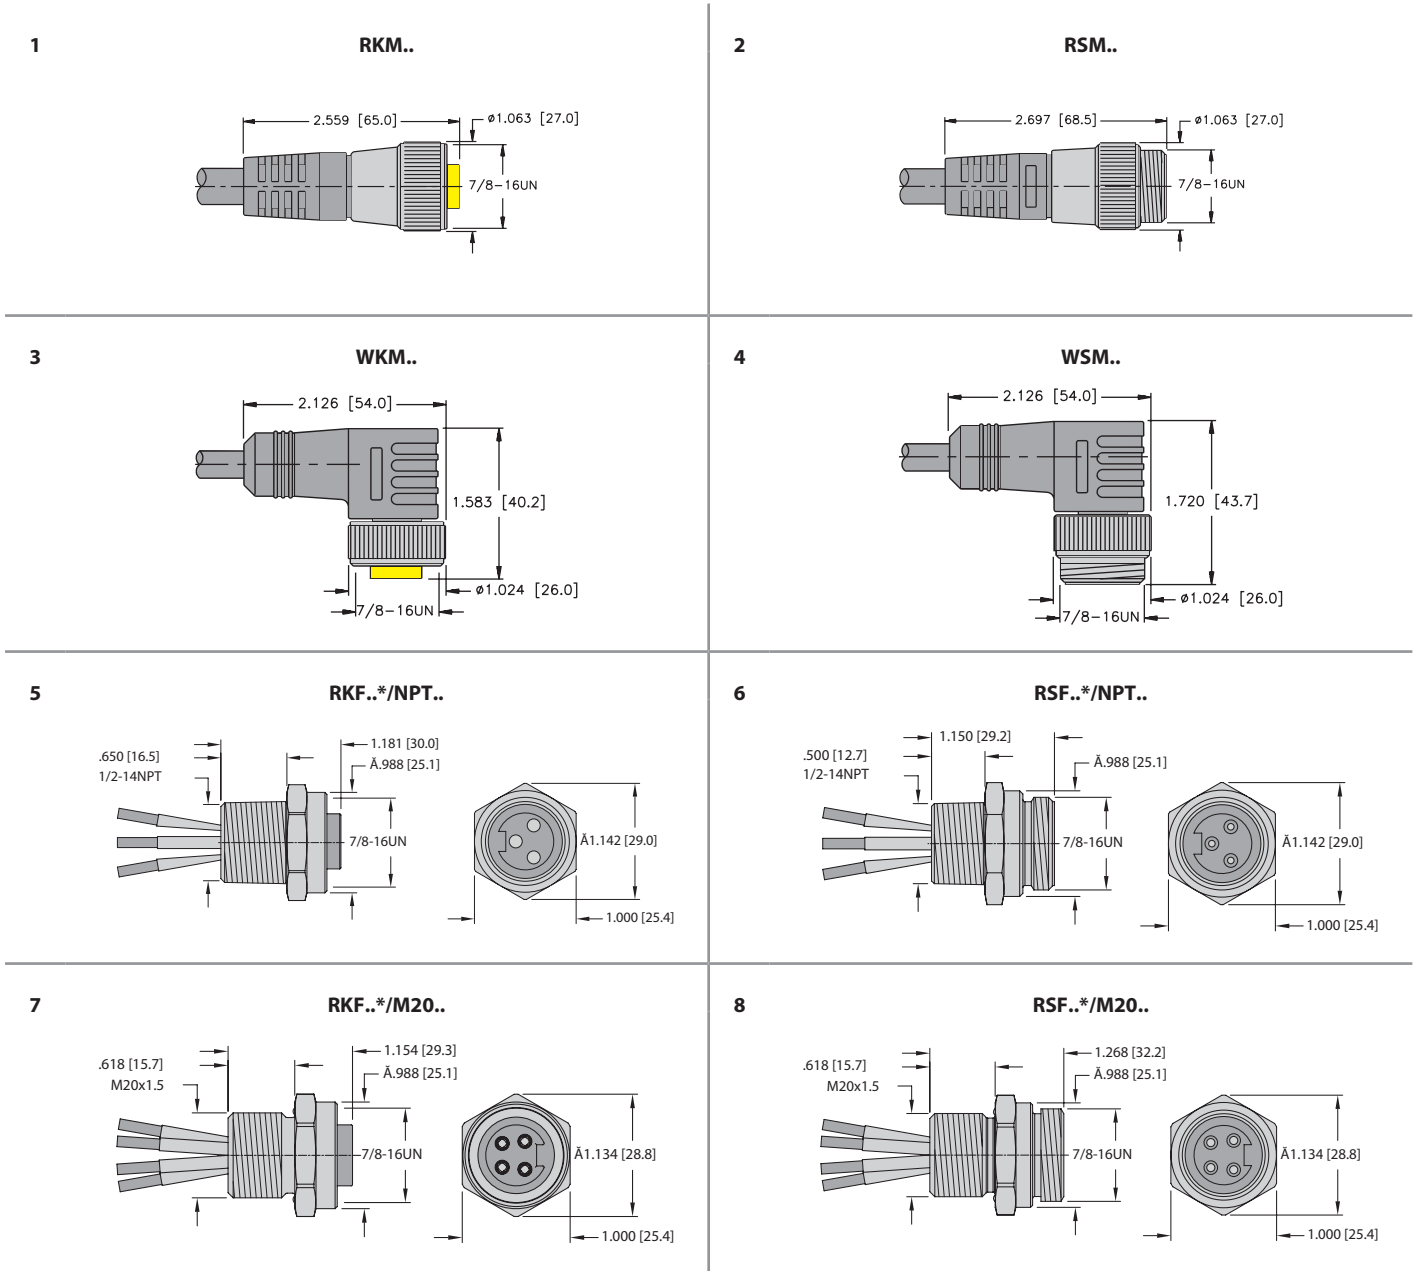 1
RKM..
2.559 [65.0]
ø1.063 [27.0]
7/8-16UN
2
RSM..
2.697 [68.5]
ø1.063 [27.0]
7/8-16UN
3
WKM..
2.126 [54.0]
1.583 [40.2]
ø1.024 [26.0]
7/8-16UN
4
WSM..
2.126 [54.0]
1.720 [43.7]
ø1.024 [26.0]
7/8-16UN
5
RKF..*/NPT..
.650 [16.5]
1/2-14NPT
1.181 [30.0]
Ă.988 [25.1]
7/8-16UN
Ă1.142 [29.0]
1.000 [25.4]
6
RSF..*/NPT..
1.150 [29.2]
.500 [12.7]
1/2-14NPT
Ă.988 [25.1]
7/8-16UN
Ă1.142 [29.0]
1.000 [25.4]
7
RKF..*/M20..
.618 [15.7]
M20x1.5
1.154 [29.3]
Ă.988 [25.1]
7/8-16UN
Ă1.134 [28.8]
1.000 [25.4]
8
RSF..*/M20..
.618 [15.7]
M20x1.5
1.268 [32.2]
Ă.988 [25.1]
7/8-16UN
Ă1.134 [28.8]
1.000 [25.4]